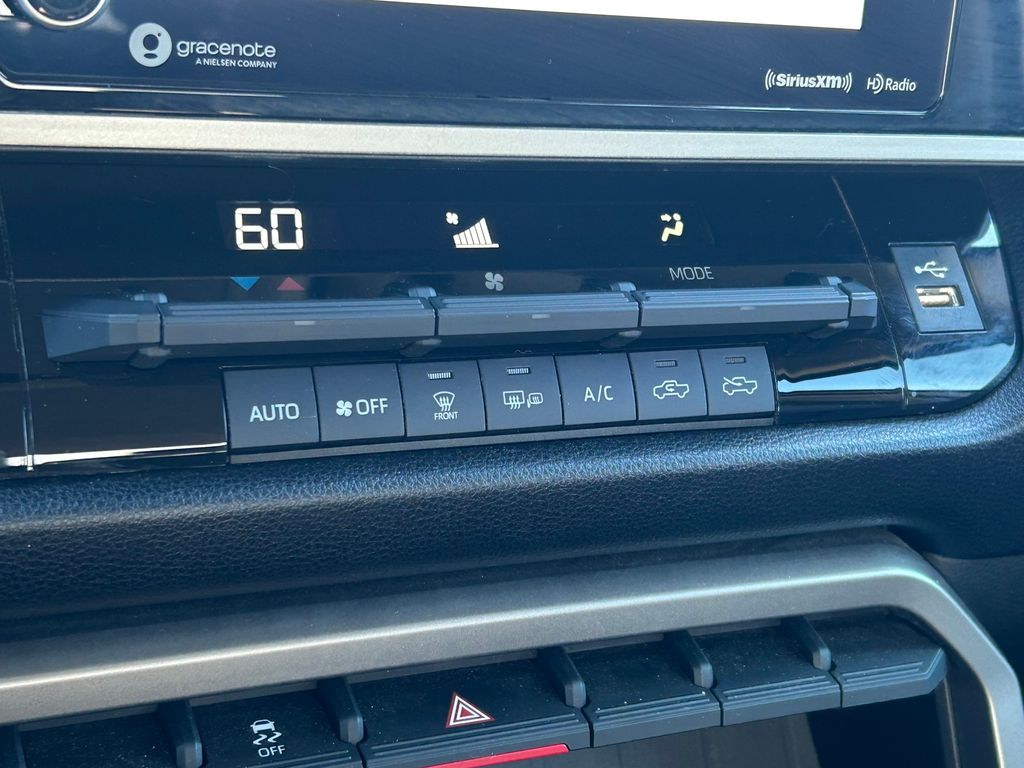 gracenote
A NIELSEN COMPANY
((SiriusXM))
HD Radio
60
MODE
AUTO
OFF
FRONT
A/C
OFF